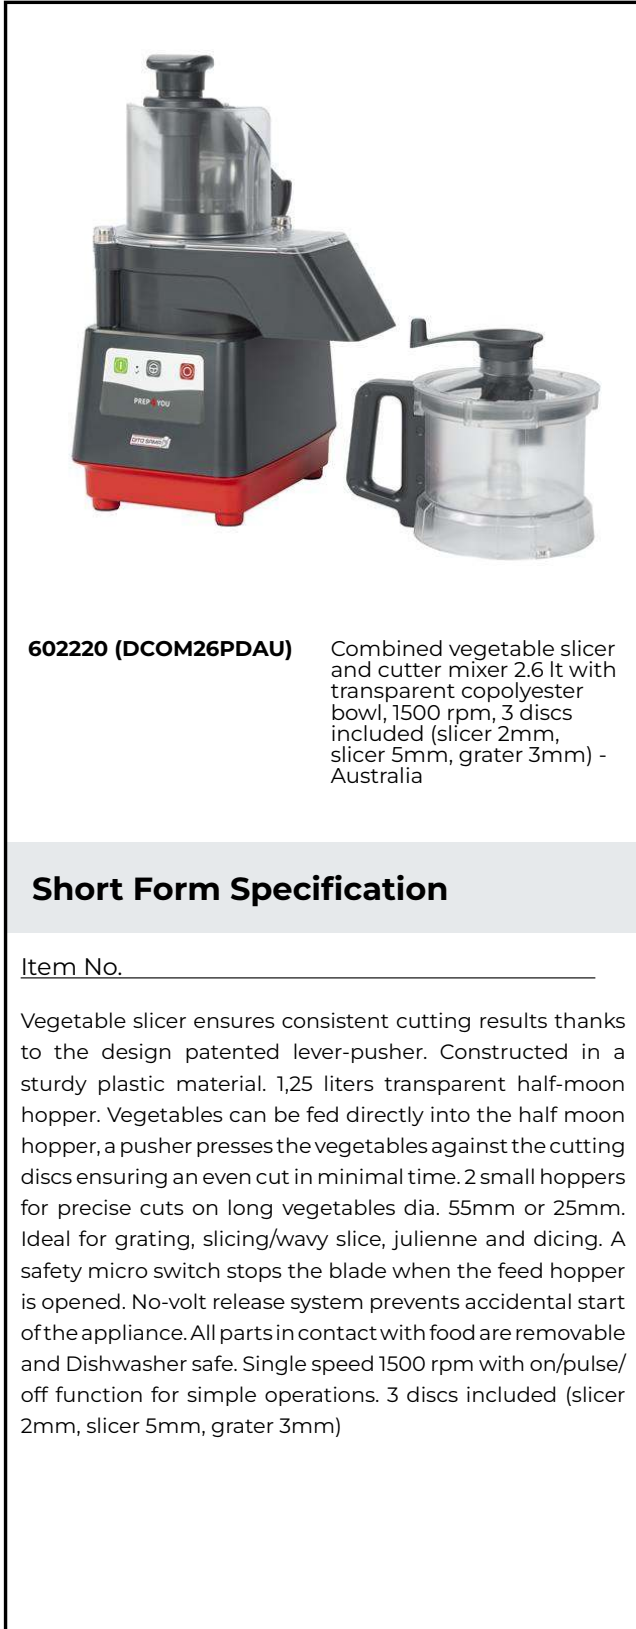 PREP4YOU
DITO SAMA
602220 (DCOM26PDAU)
Combined vegetable slicer
and cutter mixer 2.6 lt with
transparent copolyester
bowl, 1500 rpm, 3 discs
included (slicer 2mm,
slicer 5mm, grater 3mm) -
Australia
Short Form Specification
Item No.
Vegetable slicer ensures consistent cutting results thanks
to the design patented lever-pusher. Constructed in a
sturdy plastic material. 1,25 liters transparent half-moon
hopper. Vegetables can be fed directly into the half moon
hopper, a pusher presses the vegetables against the cutting
discs ensuring an even cut in minimal time. 2 small hoppers
for precise cuts on long vegetables dia. 55mm or 25mm.
Ideal for grating, slicing/wavy slice, julienne and dicing. A
safety micro switch stops the blade when the feed hopper
is opened. No-volt release system prevents accidental start
of the appliance. All parts in contact with food are removable
and Dishwasher safe. Single speed 1500 rpm with on/pulse/
off function for simple operations. 3 discs included (slicer
2mm, slicer 5mm, grater 3mm)